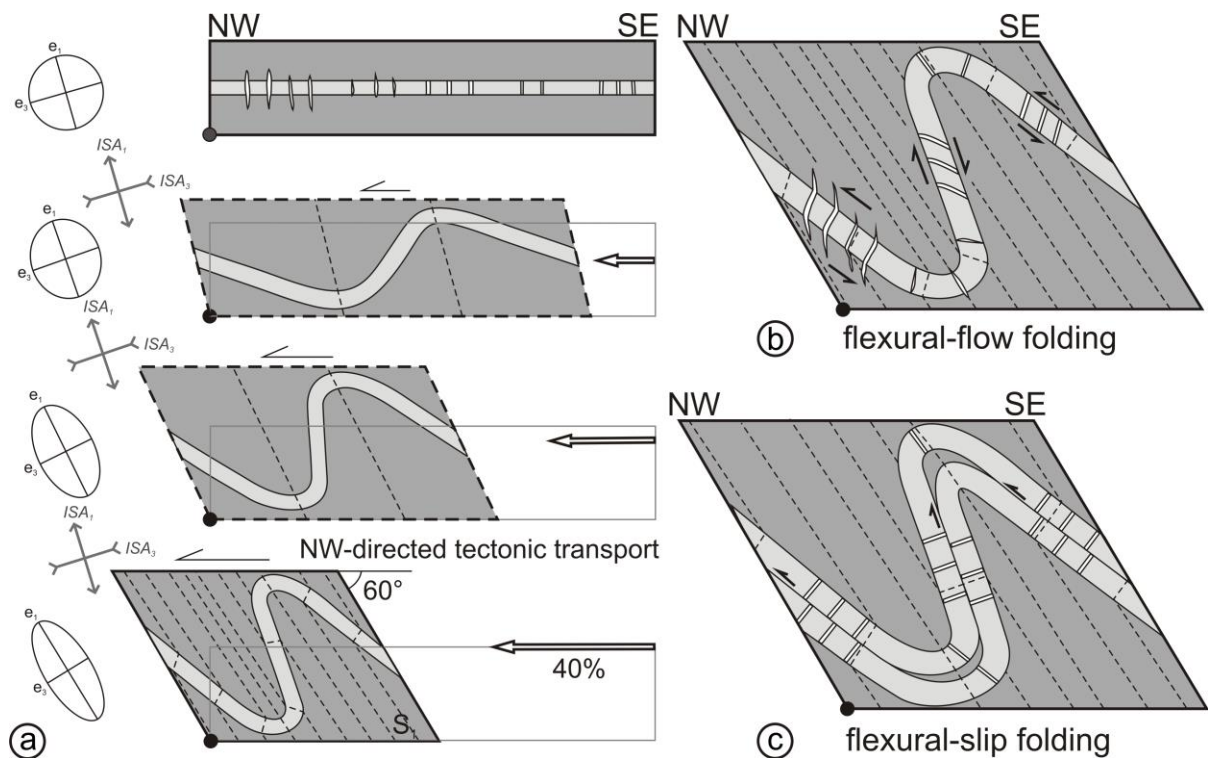 NW SE
e1
e3
ISA1
ISA3
e1
e3
ISA1
ISA3
e1
e3
ISA1
ISA3
NW-directed tectonic transport
60°
e1
e3
40%
S1
a
NW SE
b flexural-flow folding
NW SE
c flexural-slip folding